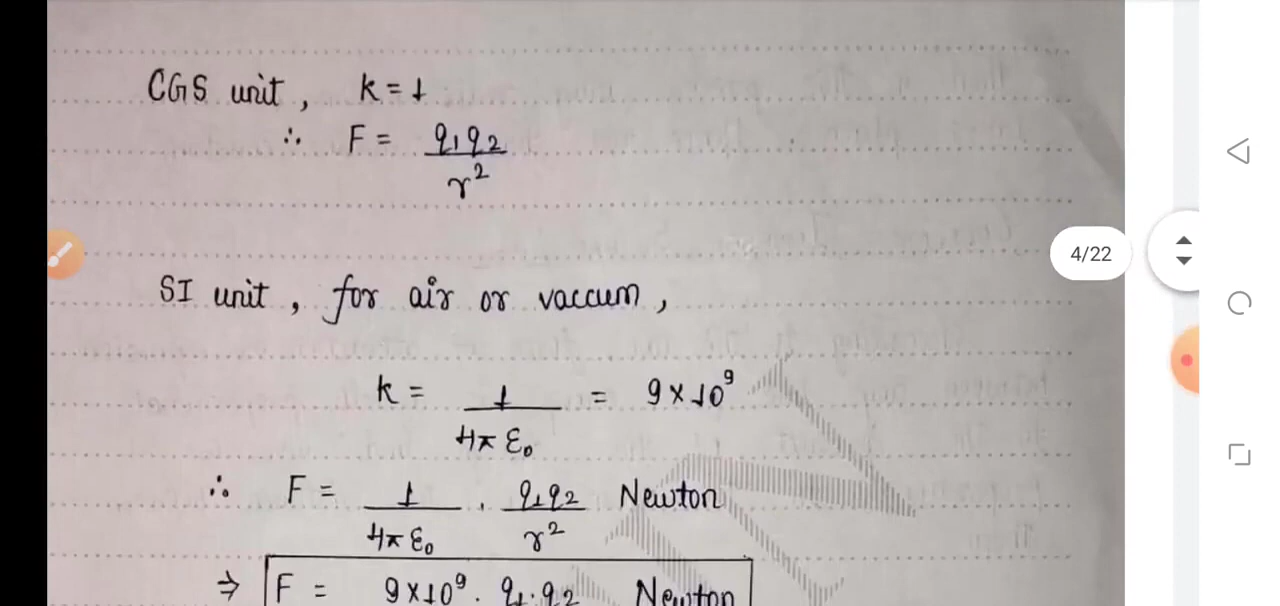 CGS unit, k = 1
∴ F = q₁q₂ / r²
4/22
SI unit, for air or vaccum,
k = 1 / 4π ε₀ = 9 x 10⁹
∴ F = 1 / 4π ε₀ . q₁q₂ / r² Newton
⇒ F = 9 x 10⁹ . q₁.q₂ Newton